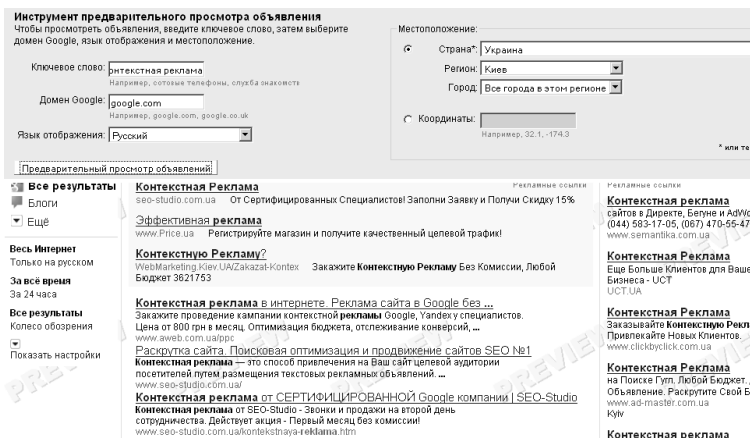 Инструмент предварительного просмотра объявления
Чтобы просмотреть объявления, введите ключевое слово, затем выберите
домен Google, язык отображения и местоположение.
Ключевое слово: онтекстная реклама
Например, сотовые телефоны, служба знакомств
Домен Google: google.com
Например, google.com, google.co.uk
Язык отображения: Русский
Предварительный просмотр объявлений
Местоположение:
Страна*: Украина
Регион: Киев
Город: Все города в этом регионе
Координаты:
Например, 32.1, -174.3
* или те
Все результаты
Блоги
Ещё
Весь Интернет
Только на русском
За всё время
За 24 часа
Все результаты
Колесо обозрения
Показать настройки
Контекстная Реклама
Рекламные ссылки
seo-studio.com.ua От Сертифицированных Специалистов! Заполни Заявку и Получи Скидку 15%
Эффективная реклама
www.Price.ua Регистрируйте магазин и получите качественный целевой трафик!
Контекстную Рекламу?
WebMarketing.Kiev.UA/Zakazat-Kontex Закажите Контекстную Рекламу Без Комиссии, Любой
Бюджет 3621753
Контекстная реклама в интернете. Реклама сайта в Google без ...
Закажите проведение кампании контекстной рекламы Google, Yandex у специалистов.
Цена от 800 грн в месяц. Оптимизация бюджета, отслеживание конверсий, ...
www.aweb.com.ua/ppc
Раскрутка сайта. Поисковая оптимизация и продвижение сайтов SEO №1
Контекстная реклама — это способ привлечения на Ваш сайт целевой аудитории
посетителей путем размещения текстовых рекламных объявлений. ...
www.seo-studio.com.ua/
Контекстная реклама от СЕРТИФИЦИРОВАННОЙ Google компании | SEO-Studio
Контекстная реклама от SEO-Studio - Звонки и продажи на второй день
сотрудничества. Действует акция - Первый месяц без комиссии!
www.seo-studio.com.ua/kontekstnaya-reklama.htm
Рекламные ссылки
Контекстная реклама
сайтов в Директе, Бегуне и AdWo
(044) 583-17-05, (067) 470-55-47
www.semantika.com.ua
Контекстная Реклама
Еще Больше Клиентов для Ваше
Бизнеса - UCT
UCT.UA
Контекстная Реклама
Заказывайте Контекстную Рекл
Привлекайте Новых Клиентов.
www.clickbyclick.com.ua
Контекстная Реклама
на Поиске Гугл. Любой Бюджет.
Объявление. Раскрутите Свой Б
www.ad-master.com.ua
Kyiv
Контекстная реклама
PREVIEW